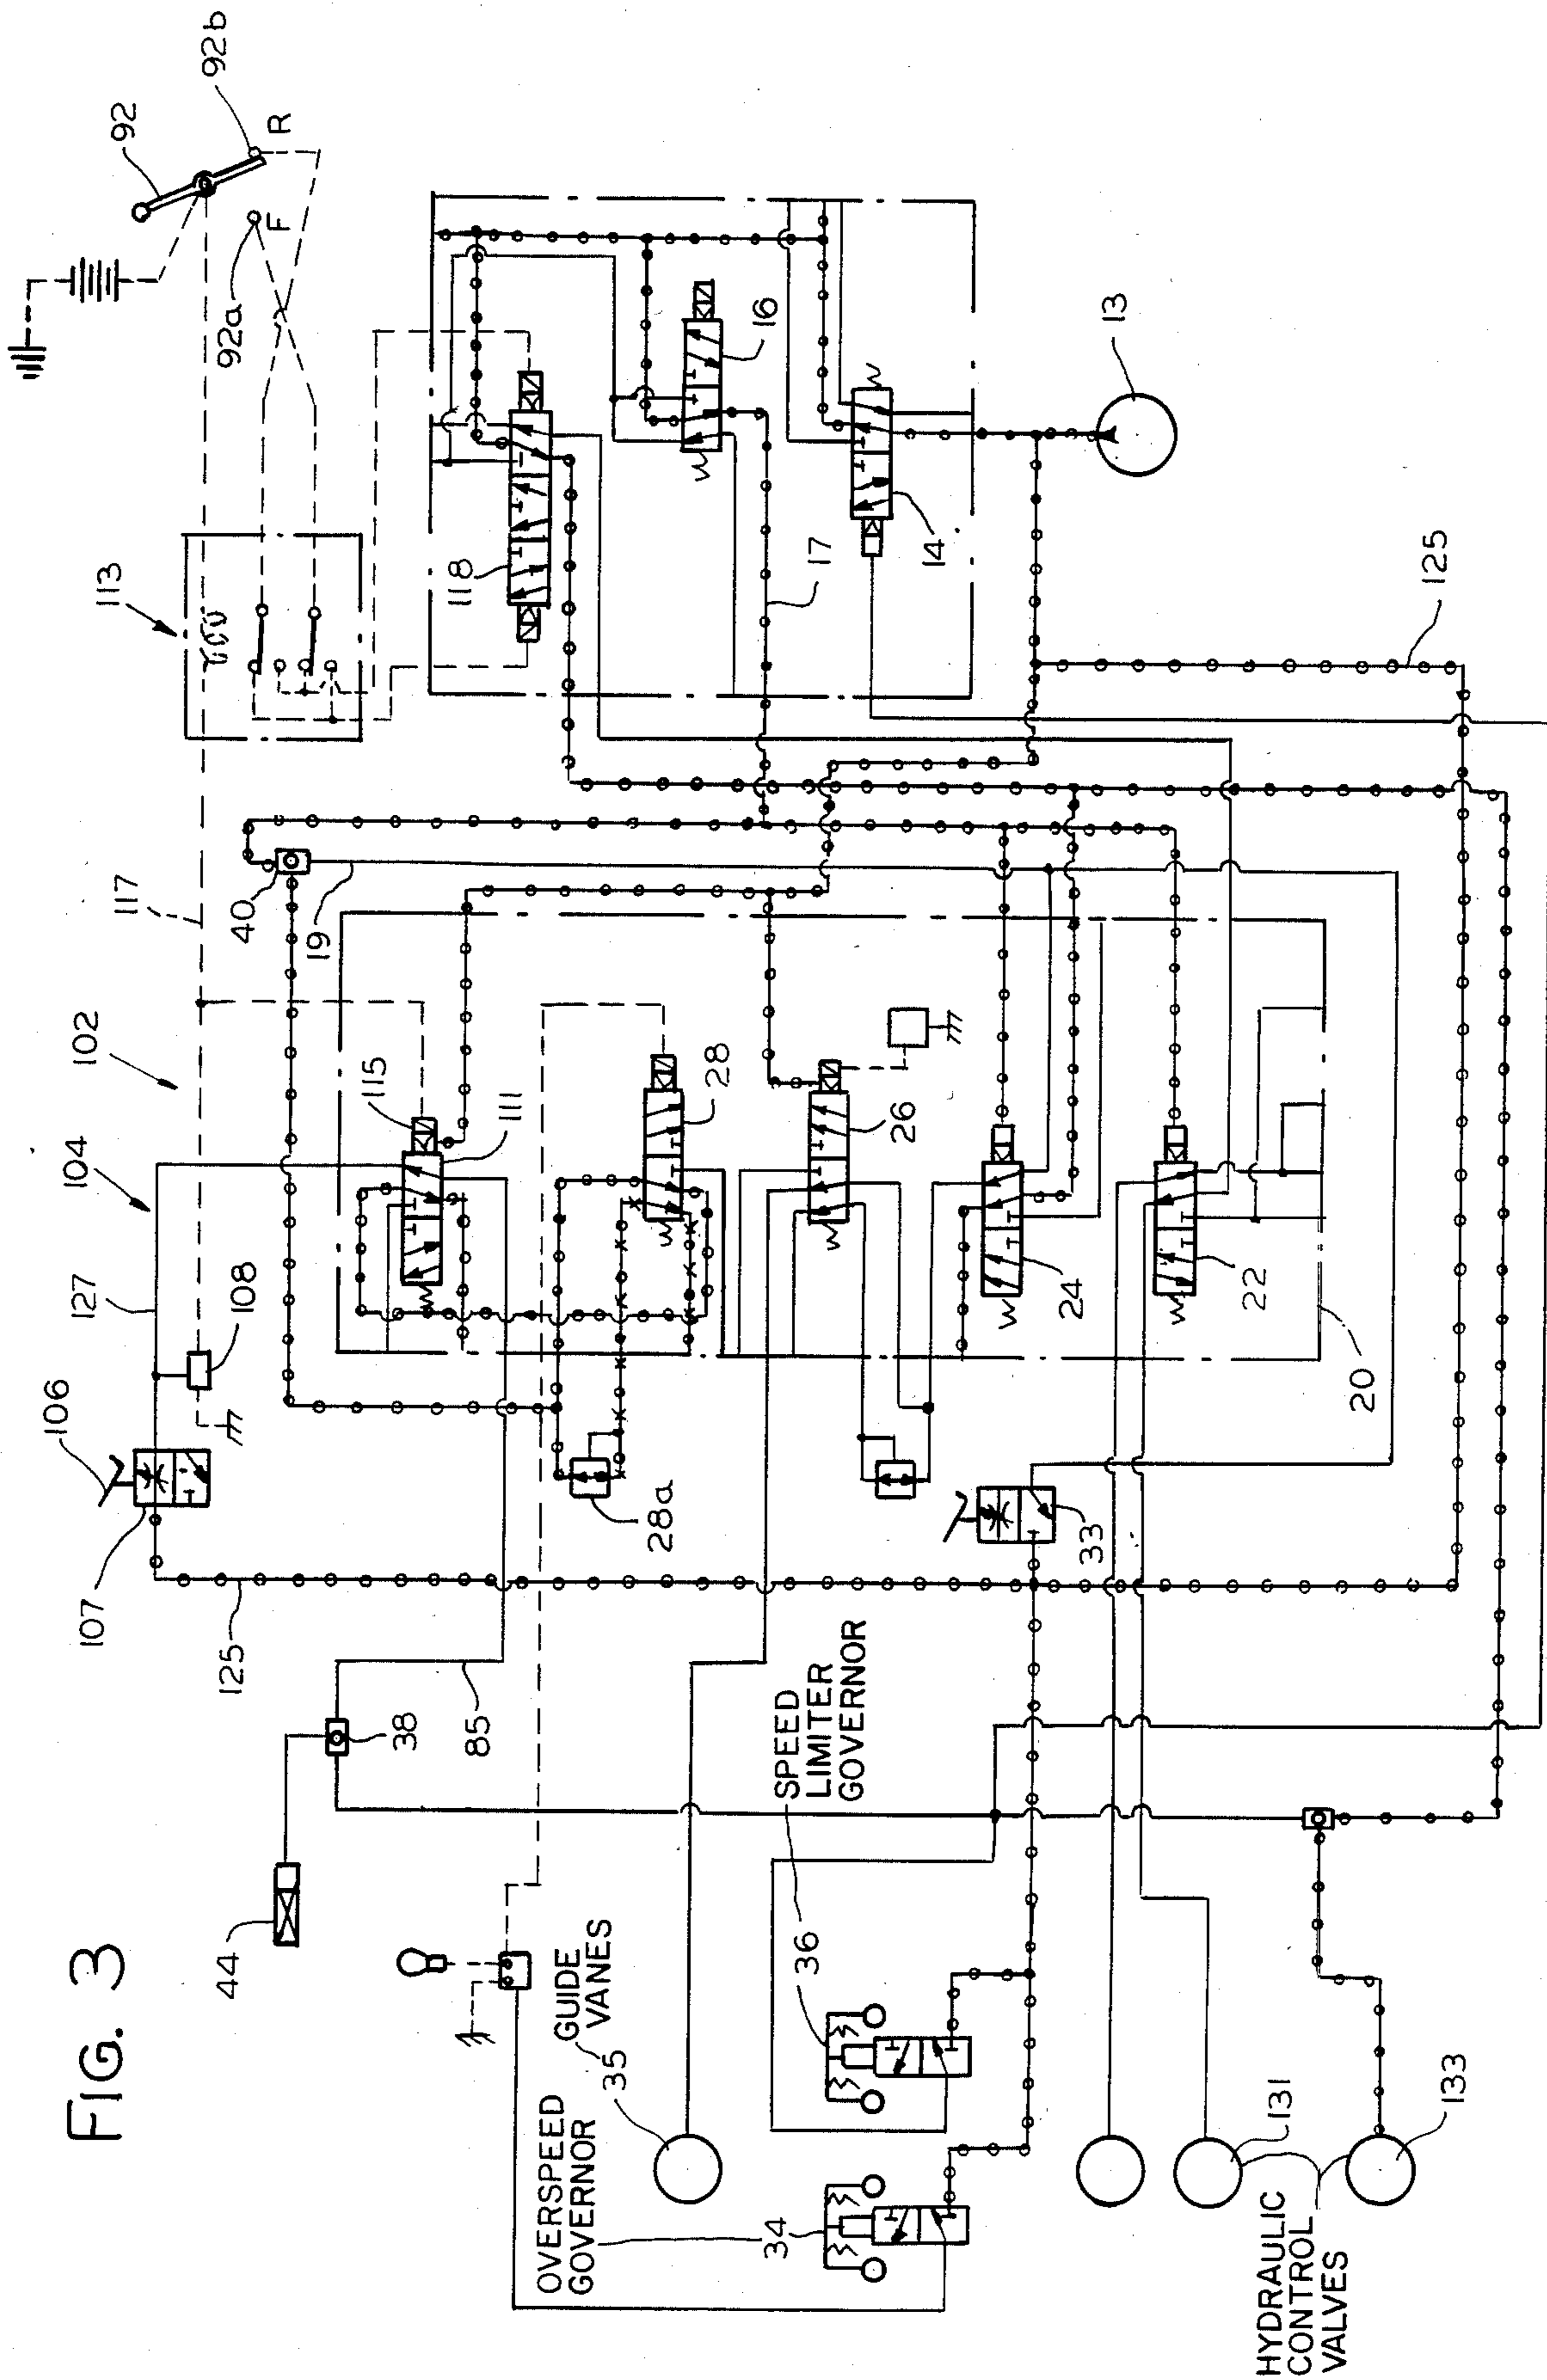 FIG. 3
92
92b
R
F
92a
113
118
16
14
13
17
125
117
40
19
102
104
115
111
28
26
24
22
20
127
108
106
107
125
28a
33
38
85
44
SPEED
LIMITER
GOVERNOR
36
GUIDE
VANES
35
OVERSPEED
GOVERNOR
34
131
133
HYDRAULIC
CONTROL
VALVES